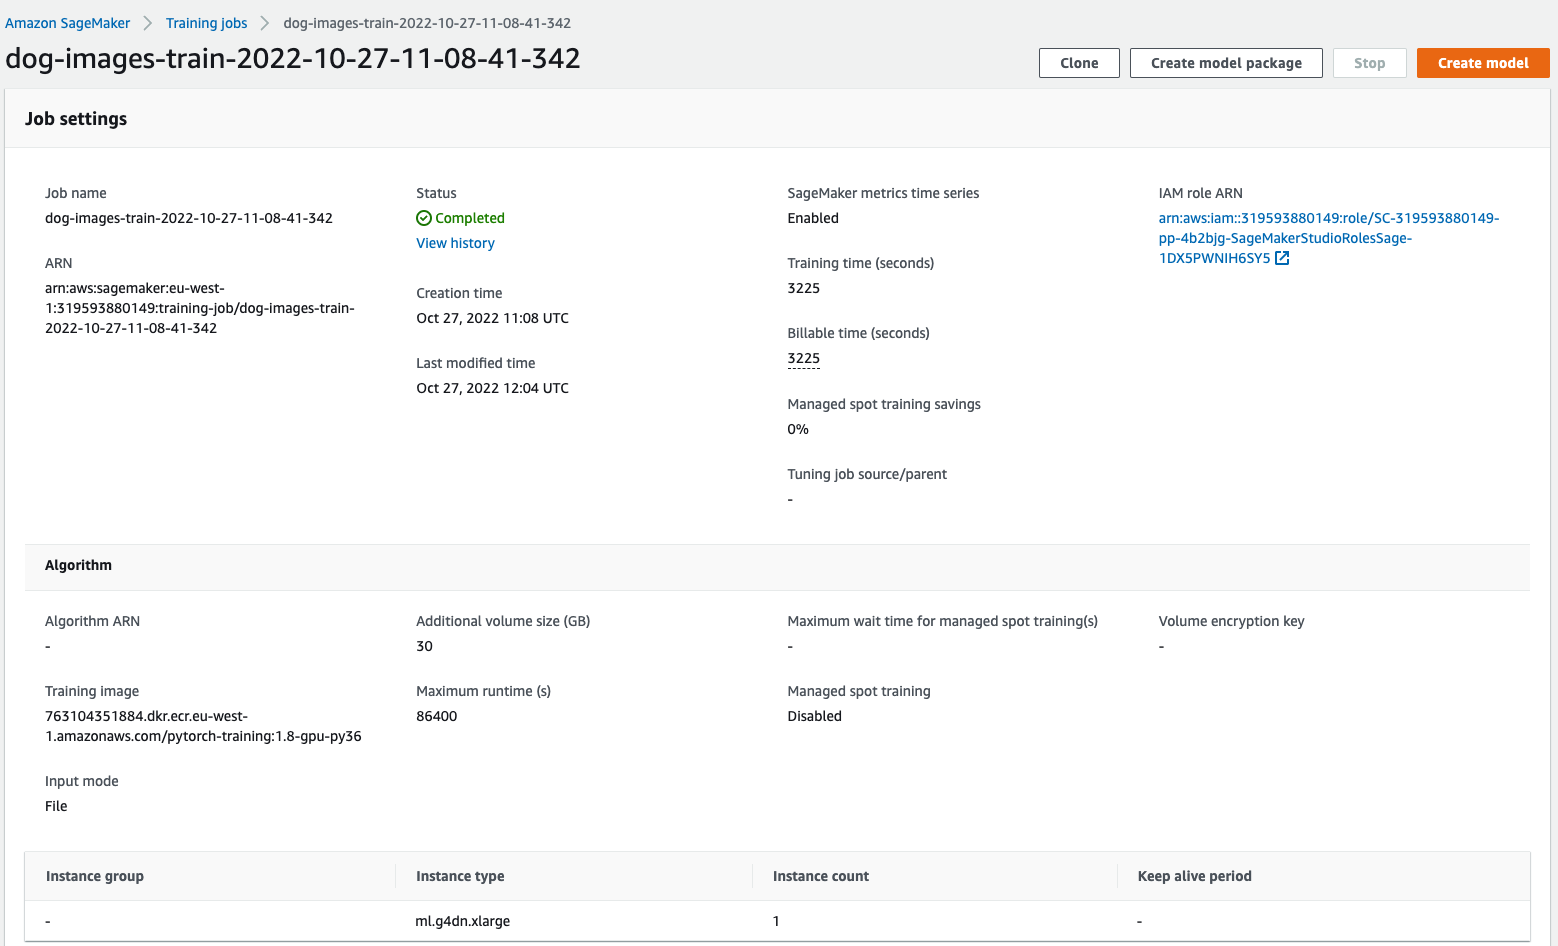 Amazon SageMaker > Training jobs > dog-images-train-2022-10-27-11-08-41-342
dog-images-train-2022-10-27-11-08-41-342
Clone
Create model package
Stop
Create model
Job settings
Job name
dog-images-train-2022-10-27-11-08-41-342
ARN
arn:aws:sagemaker:eu-west-
1:319593880149:training-job/dog-images-train-
2022-10-27-11-08-41-342
Status
Completed
View history
Creation time
Oct 27, 2022 11:08 UTC
Last modified time
Oct 27, 2022 12:04 UTC
SageMaker metrics time series
Enabled
Training time (seconds)
3225
Billable time (seconds)
3225
Managed spot training savings
0%
Tuning job source/parent
-
IAM role ARN
arn:aws:iam::319593880149:role/SC-319593880149-
pp-4b2bjg-SageMakerStudioRolesSage-
1DX5PWNIH6SY5
Algorithm
Algorithm ARN
-
Training image
763104351884.dkr.ecr.eu-west-
1.amazonaws.com/pytorch-training:1.8-gpu-py36
Input mode
File
Additional volume size (GB)
30
Maximum runtime (s)
86400
Maximum wait time for managed spot training(s)
-
Managed spot training
Disabled
Volume encryption key
-
Instance group Instance type Instance count Keep alive period
- ml.g4dn.xlarge 1 -